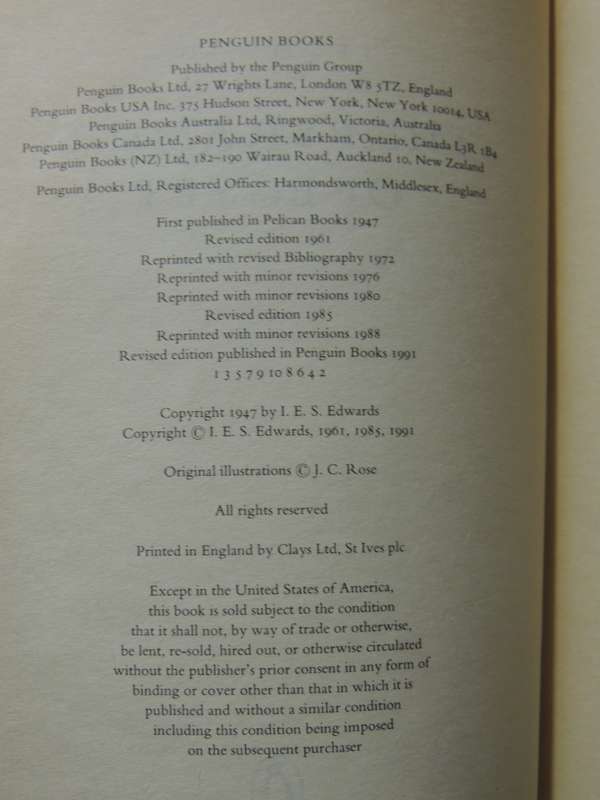 PENGUIN BOOKS
Published by the Penguin Group
Penguin Books Ltd, 27 Wrights Lane, London W8 5TZ, England
Penguin Books USA Inc. 375 Hudson Street, New York, New York 10014, USA
Penguin Books Australia Ltd, Ringwood, Victoria, Australia
Penguin Books Canada Ltd, 2801 John Street, Markham, Ontario, Canada L3R 1B4
Penguin Books (NZ) Ltd, 182–190 Wairau Road, Auckland 10, New Zealand
Penguin Books Ltd, Registered Offices: Harmondsworth, Middlesex, England
First published in Pelican Books 1947
Revised edition 1961
Reprinted with revised Bibliography 1972
Reprinted with minor revisions 1976
Reprinted with minor revisions 1980
Revised edition 1985
Reprinted with minor revisions 1988
Revised edition published in Penguin Books 1991
1 3 5 7 9 10 8 6 4 2
Copyright 1947 by I. E. S. Edwards
Copyright © I. E. S. Edwards, 1961, 1985, 1991
Original illustrations © J. C. Rose
All rights reserved
Printed in England by Clays Ltd, St Ives plc
Except in the United States of America,
this book is sold subject to the condition
that it shall not, by way of trade or otherwise,
be lent, re-sold, hired out, or otherwise circulated
without the publisher's prior consent in any form of
binding or cover other than that in which it is
published and without a similar condition
including this condition being imposed
on the subsequent purchaser